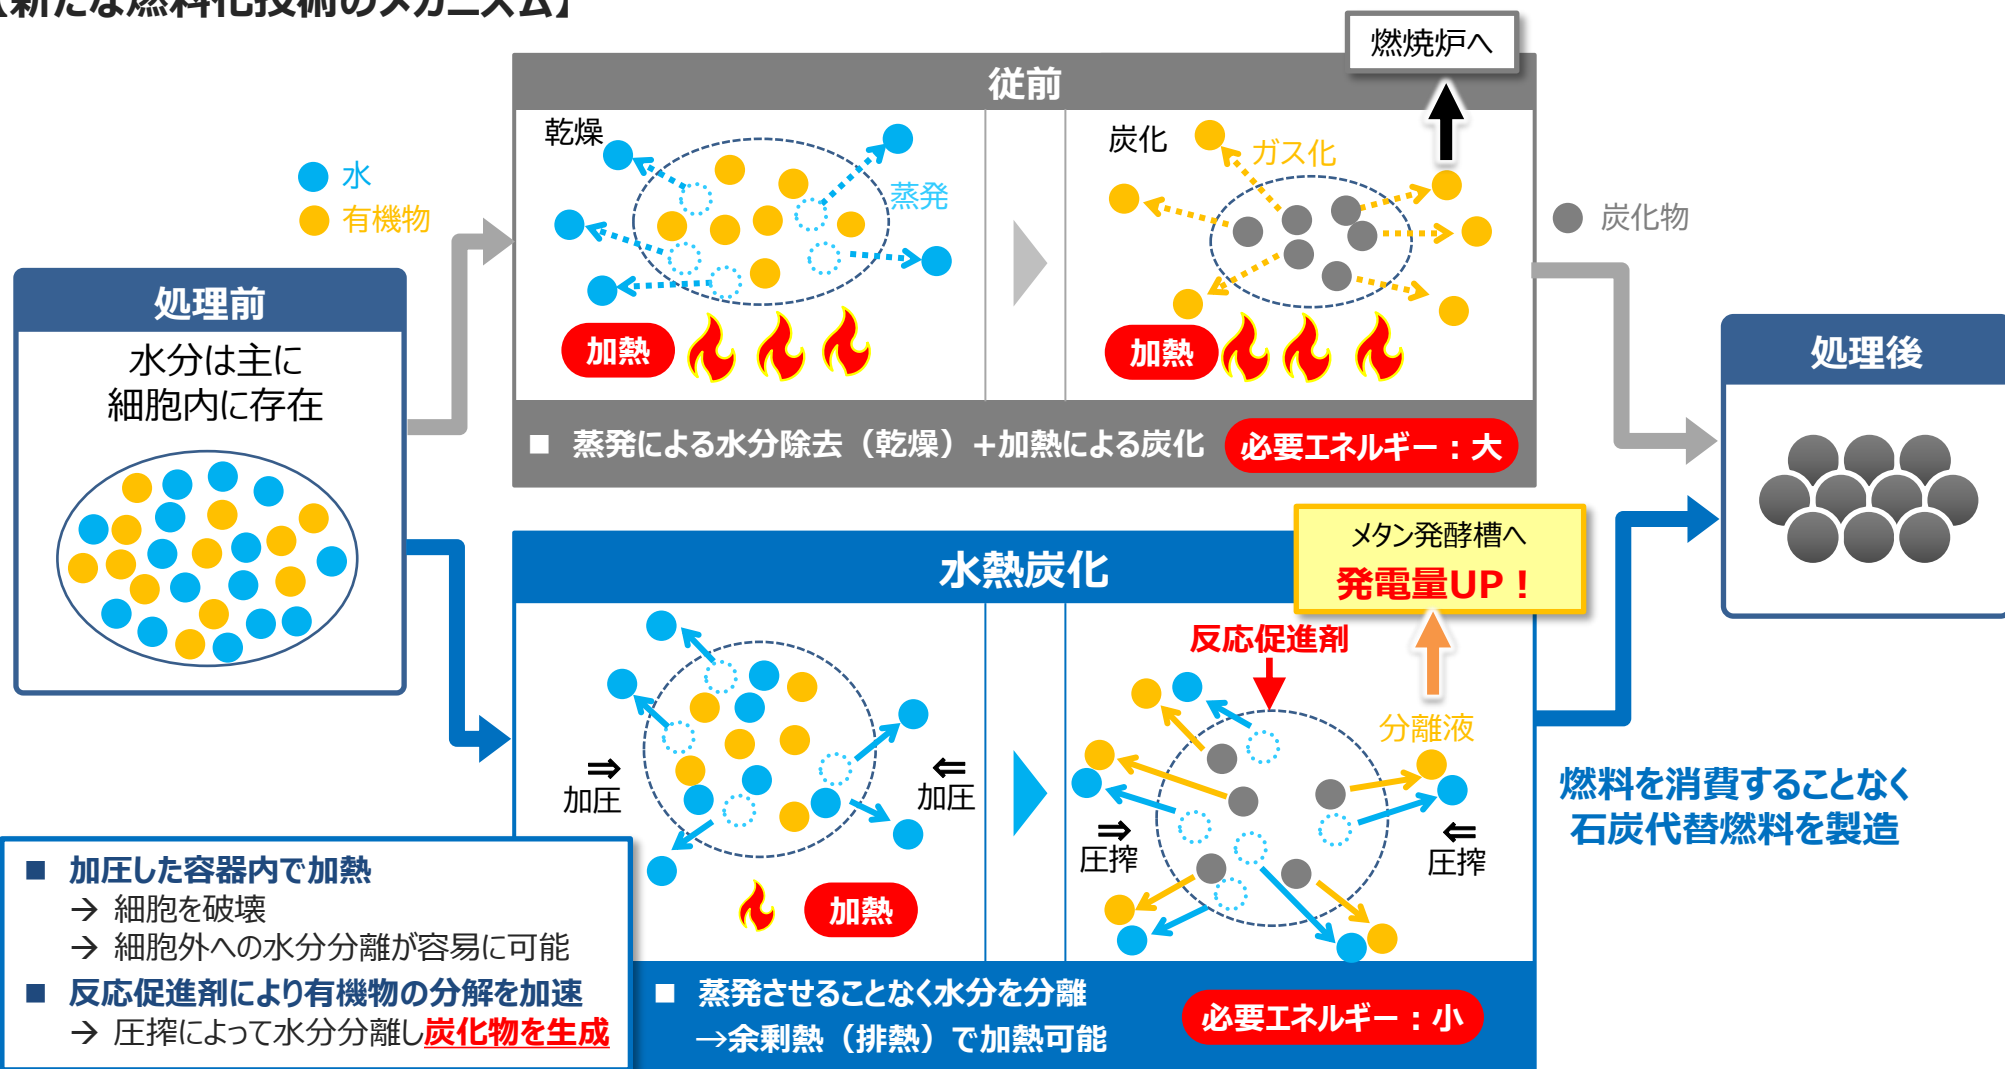 【新たな燃料化技術のメカニズム】
水
有機物
処理前
水分は主に
細胞内に存在
従前
燃焼炉へ
乾燥
蒸発
加熱
炭化
ガス化
加熱
■ 蒸発による水分除去（乾燥）+加熱による炭化
必要エネルギー：大
炭化物
処理後
水熱炭化
メタン発酵槽へ
発電量UP！
⇒
加圧
⇐
加圧
加熱
反応促進剤
分離液
⇒
圧搾
⇐
圧搾
■ 蒸発させることなく水分を分離
→余剰熱（排熱）で加熱可能
必要エネルギー：小
燃料を消費することなく
石炭代替燃料を製造
■ 加圧した容器内で加熱
→ 細胞を破壊
→ 細胞外への水分分離が容易に可能
■ 反応促進剤により有機物の分解を加速
→ 圧搾によって水分分離し炭化物を生成